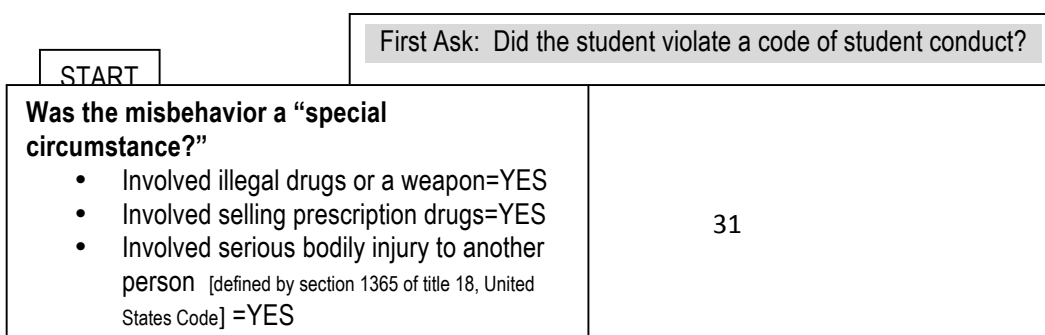 First Ask: Did the student violate a code of student conduct?
START
Was the misbehavior a “special
circumstance?”
• Involved illegal drugs or a weapon=YES
• Involved selling prescription drugs=YES
• Involved serious bodily injury to another
person [defined by section 1365 of title 18, United
States Code] =YES
31